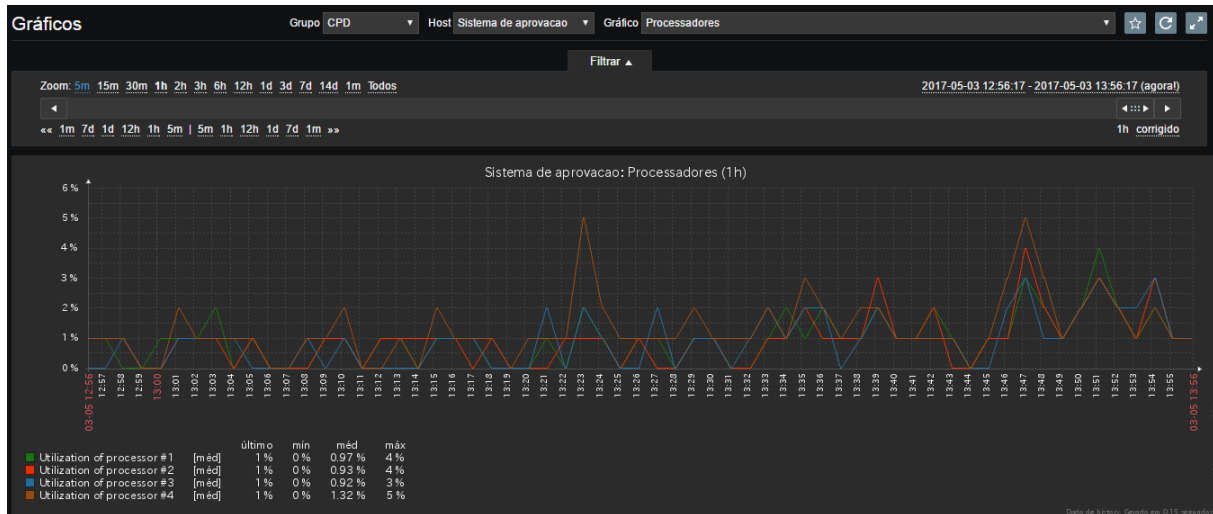 Gráficos Grupo CPD Host Sistema de aprovacao Gráfico Processadores
Filtrar
Zoom: 5m 15m 30m 1h 2h 3h 6h 12h 1d 3d 7d 14d 1m Todos 2017-05-03 12:56:17 - 2017-05-03 13:56:17 (agora!)
«« 1m 7d 1d 12h 1h 5m | 5m 1h 12h 1d 7d 1m »» 1h corrigido
Sistema de aprovacao: Processadores (1h)
6 %
5 %
4 %
3 %
2 %
1 %
0 %
03-05 12:56 12:57 12:58 12:59 13:00 13:01 13:02 13:03 13:04 13:05 13:06 13:07 13:08 13:09 13:10 13:11 13:12 13:13 13:14 13:15 13:16 13:17 13:18 13:19 13:20 13:21 13:22 13:23 13:24 13:25 13:26 13:27 13:28 13:29 13:30 13:31 13:32 13:33 13:34 13:35 13:36 13:37 13:38 13:39 13:40 13:41 13:42 13:43 13:44 13:45 13:46 13:47 13:48 13:49 13:50 13:51 13:52 13:53 13:54 13:55 03-05 13:56
último mín méd máx
Utilization of processor #1 [méd] 1 % 0 % 0.97 % 4 %
Utilization of processor #2 [méd] 1 % 0 % 0.93 % 4 %
Utilization of processor #3 [méd] 1 % 0 % 0.92 % 3 %
Utilization of processor #4 [méd] 1 % 0 % 1.32 % 5 %
Dado de history. Gerado em 0.15 segundos